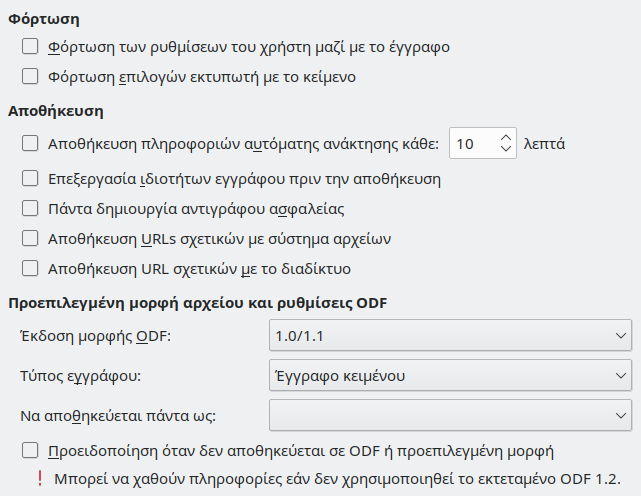 Φόρτωση
Φόρτωση των ρυθμίσεων του χρήστη μαζί με το έγγραφο
Φόρτωση επιλογών εκτυπωτή με το κείμενο
Αποθήκευση
Αποθήκευση πληροφοριών αυτόματης ανάκτησης κάθε: 10 λεπτά
Επεξεργασία ιδιοτήτων εγγράφου πριν την αποθήκευση
Πάντα δημιουργία αντιγράφου ασφαλείας
Αποθήκευση URLs σχετικών με σύστημα αρχείων
Αποθήκευση URL σχετικών με το διαδίκτυο
Προεπιλεγμένη μορφή αρχείου και ρυθμίσεις ODF
Έκδοση μορφής ODF: 1.0/1.1
Τύπος εγγράφου: Έγγραφο κειμένου
Να αποθηκεύεται πάντα ως:
Προειδοποίηση όταν δεν αποθηκεύεται σε ODF ή προεπιλεγμένη μορφή
! Μπορεί να χαθούν πληροφορίες εάν δεν χρησιμοποιηθεί το εκτεταμένο ODF 1.2.